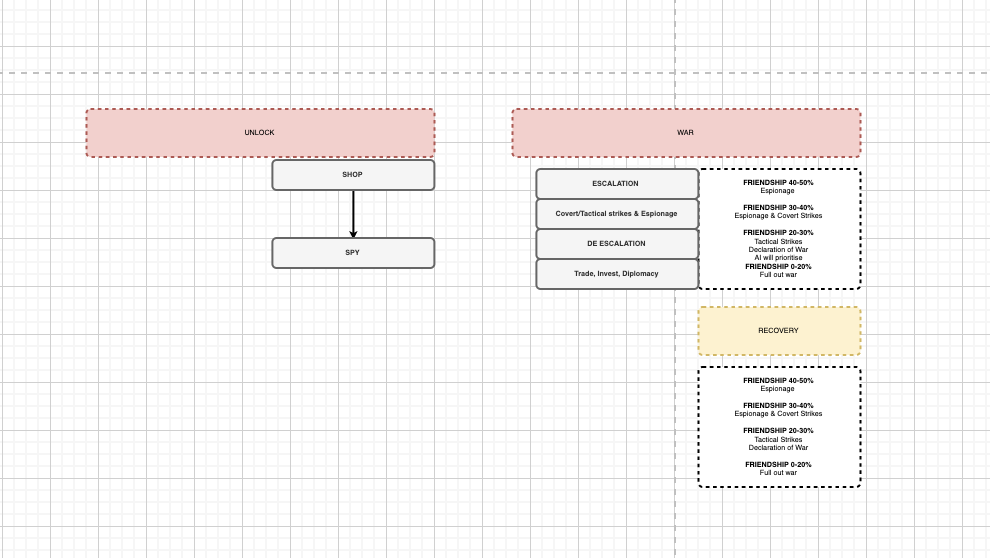 UNLOCK
SHOP
SPY
WAR
ESCALATION
Covert/Tactical strikes & Espionage
DE ESCALATION
Trade, Invest, Diplomacy
FRIENDSHIP 40-50%
Espionage
FRIENDSHIP 30-40%
Espionage & Covert Strikes
FRIENDSHIP 20-30%
Tactical Strikes
Declaration of War
AI will prioritise
FRIENDSHIP 0-20%
Full out war
RECOVERY
FRIENDSHIP 40-50%
Espionage
FRIENDSHIP 30-40%
Espionage & Covert Strikes
FRIENDSHIP 20-30%
Tactical Strikes
Declaration of War
FRIENDSHIP 0-20%
Full out war